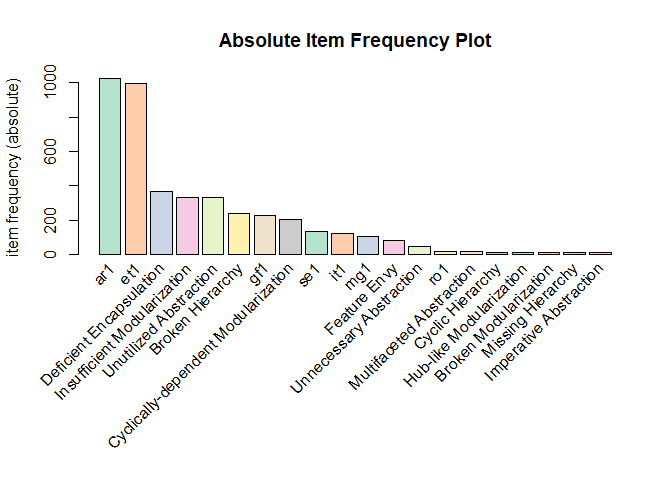 Absolute Item Frequency Plot
item frequency (absolute)
1000
600
200
0
ar1
et1
Deficient Encapsulation
Insufficient Modularization
Unutilized Abstraction
Broken Hierarchy
gf1
Cyclically-dependent Modularization
se1
it1
mg1
Feature Envy
Unnecessary Abstraction
ro1
Multifaceted Abstraction
Cyclic Hierarchy
Hub-like Modularization
Broken Modularization
Missing Hierarchy
Imperative Abstraction